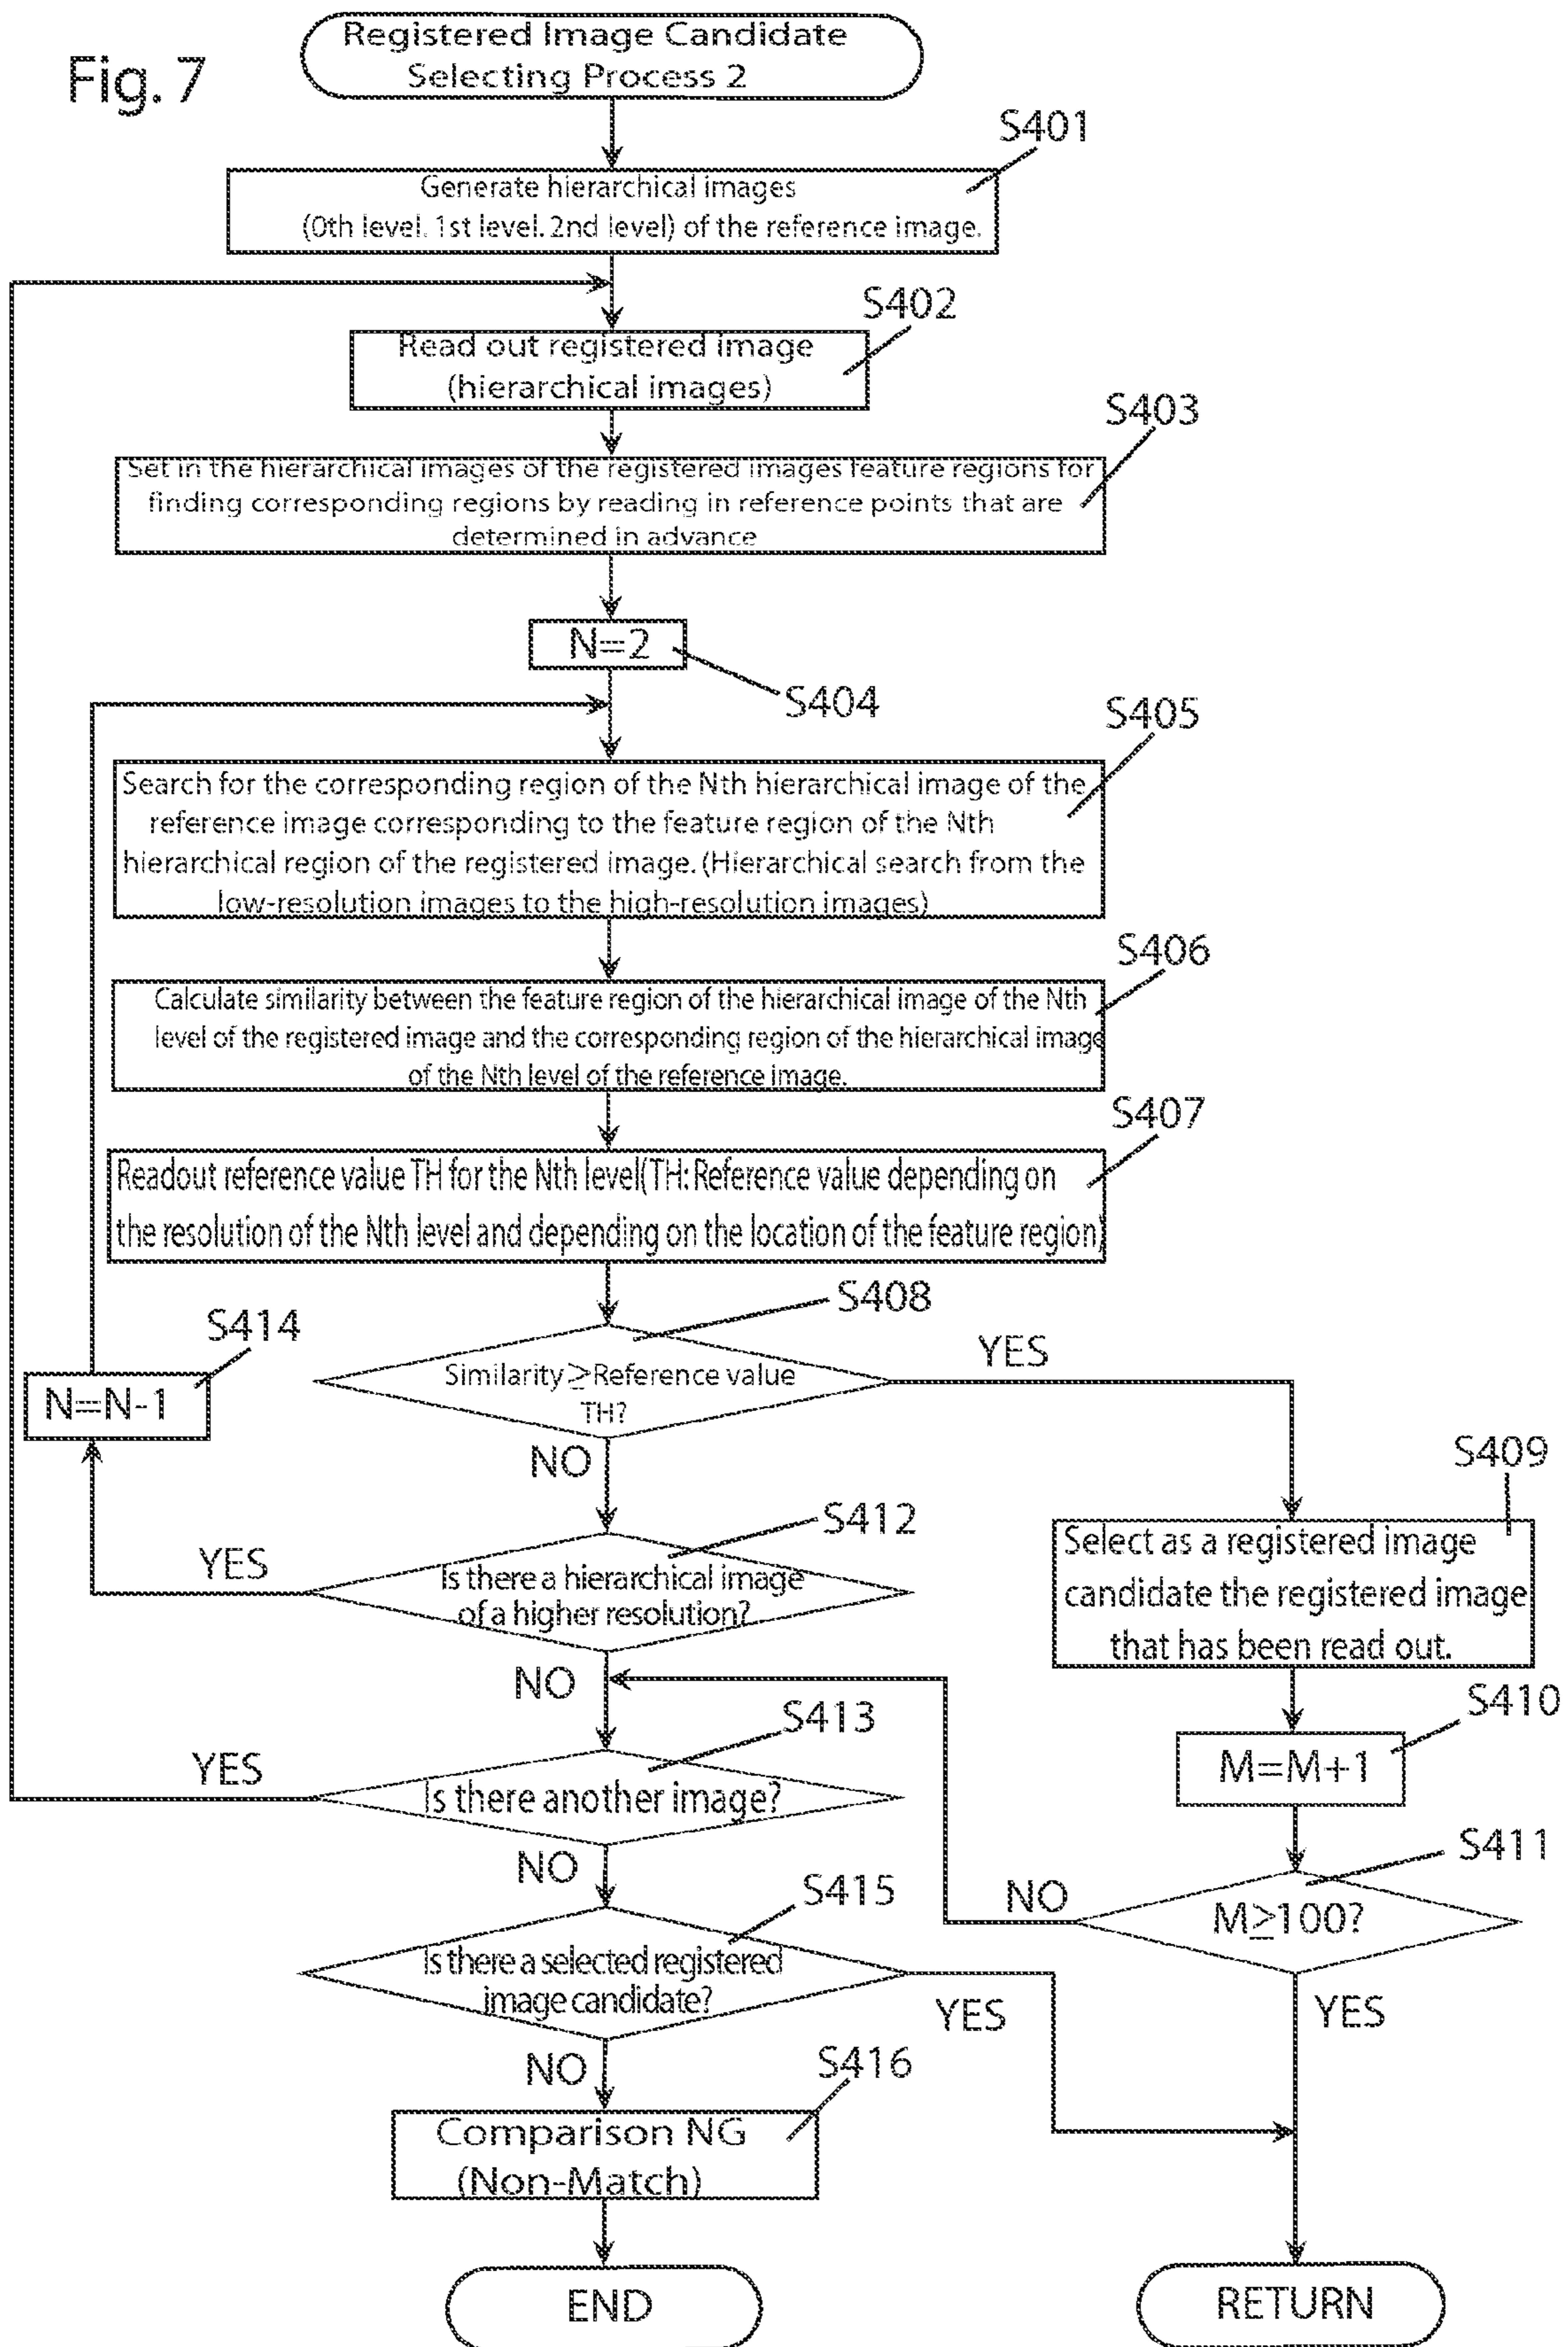 Fig. 7
Registered Image Candidate
Selecting Process 2
S401
Generate hierarchical images
(0th level. 1st level. 2nd level) of the reference image.
S402
Read out registered image
(hierarchical images)
S403
Set in the hierarchical images of the registered images feature regions for
finding corresponding regions by reading in reference points that are
determined in advance
N=2
S404
S405
Search for the corresponding region of the Nth hierarchical image of the
reference image corresponding to the feature region of the Nth
hierarchical region of the registered image. (Hierarchical search from the
low-resolution images to the high-resolution images)
S406
Calculate similarity between the feature region of the hierarchical image of the Nth
level of the registered image and the corresponding region of the hierarchical image
of the Nth level of the reference image.
S407
Readout reference value TH for the Nth level(TH: Reference value depending on
the resolution of the Nth level and depending on the location of the feature region)
S408
Similarity≥Reference value
TH?
YES
NO
S414
N=N-1
S409
Select as a registered image
candidate the registered image
that has been read out.
S412
Is there a hierarchical image
of a higher resolution?
YES
NO
S410
M=M+1
S413
Is there another image?
YES
NO
S411
M≥100?
NO
YES
S415
Is there a selected registered
image candidate?
YES
NO
S416
Comparison NG
(Non-Match)
END
RETURN